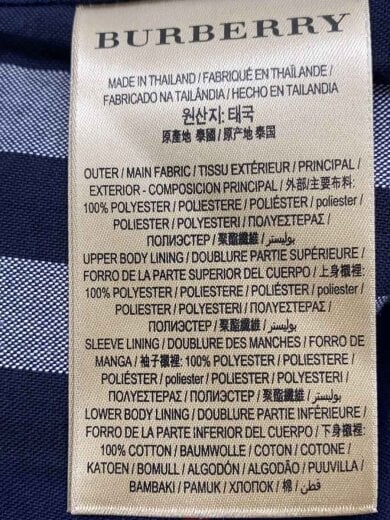 BURBERRY
MADE IN THAILAND / FABRIQUÉ EN THAÏLANDE /
FABRICADO NA TAILÂNDIA / HECHO EN TAILANDIA
원산지: 태국
原產地 泰國 / 原产地 泰国
OUTER / MAIN FABRIC / TISSU EXTÉRIEUR / PRINCIPAL /
EXTERIOR - COMPOSICIÓN PRINCIPAL / 外部/主要布料:
100% POLYESTER / POLIESTERE / POLIÉSTER / poliester /
POLIESTER / POLYESTERI / ΠΟΛΥΕΣΤΕΡΑΣ /
ПОЛИЭСТЕР / 聚酯纖維 / بوليستر
UPPER BODY LINING / DOUBLURE PARTIE SUPÉRIEURE /
FORRO DE LA PARTE SUPERIOR DEL CUERPO / 上身襯裡:
100% POLYESTER / POLIESTERE / POLIÉSTER / poliester /
POLIESTER / POLYESTERI / ΠΟΛΥΕΣΤΕΡΑΣ /
ПОЛИЭСТЕР / 聚酯纖維 / بوليستر
SLEEVE LINING / DOUBLURE DES MANCHES / FORRO DE
MANGA / 袖子襯裡: 100% POLYESTER / POLIESTERE /
POLIÉSTER / poliester / POLIESTER / POLYESTERI /
ΠΟΛΥΕΣΤΕΡΑΣ / ПОЛИЭСТЕР / 聚酯纖維 / بوليستر
LOWER BODY LINING / DOUBLURE PARTIE INFÉRIEURE /
FORRO DE LA PARTE INFERIOR DEL CUERPO / 下身襯裡:
100% COTTON / BAUMWOLLE / COTON / COTONE /
KATOEN / BOMULL / ALGODÓN / ALGODÃO / PUUVILLA /
BAMBAKI / PAMUK / ХЛОПОК / 棉 / قطن